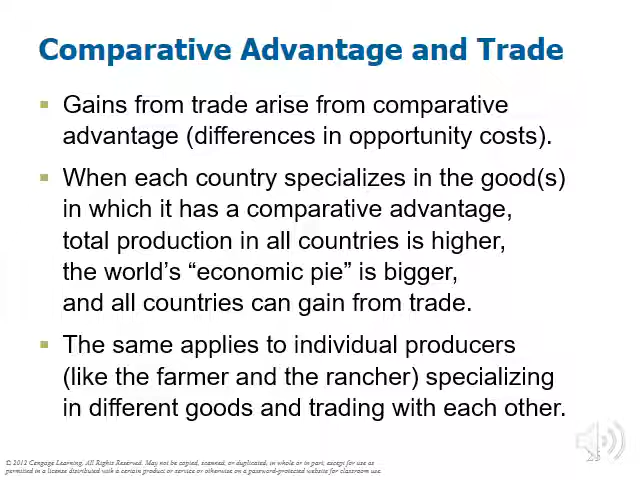 Comparative Advantage and Trade
Gains from trade arise from comparative
advantage (differences in opportunity costs).
When each country specializes in the good(s)
in which it has a comparative advantage,
total production in all countries is higher,
the world's “economic pie” is bigger,
and all countries can gain from trade.
The same applies to individual producers
(like the farmer and the rancher) specializing
in different goods and trading with each other.
© 2012 Cengage Learning. All Rights Reserved. May not be copied, scanned, or duplicated, in whole or in part, except for use as
permitted in a license distributed with a certain product or service or otherwise on a password-protected website for classroom use.